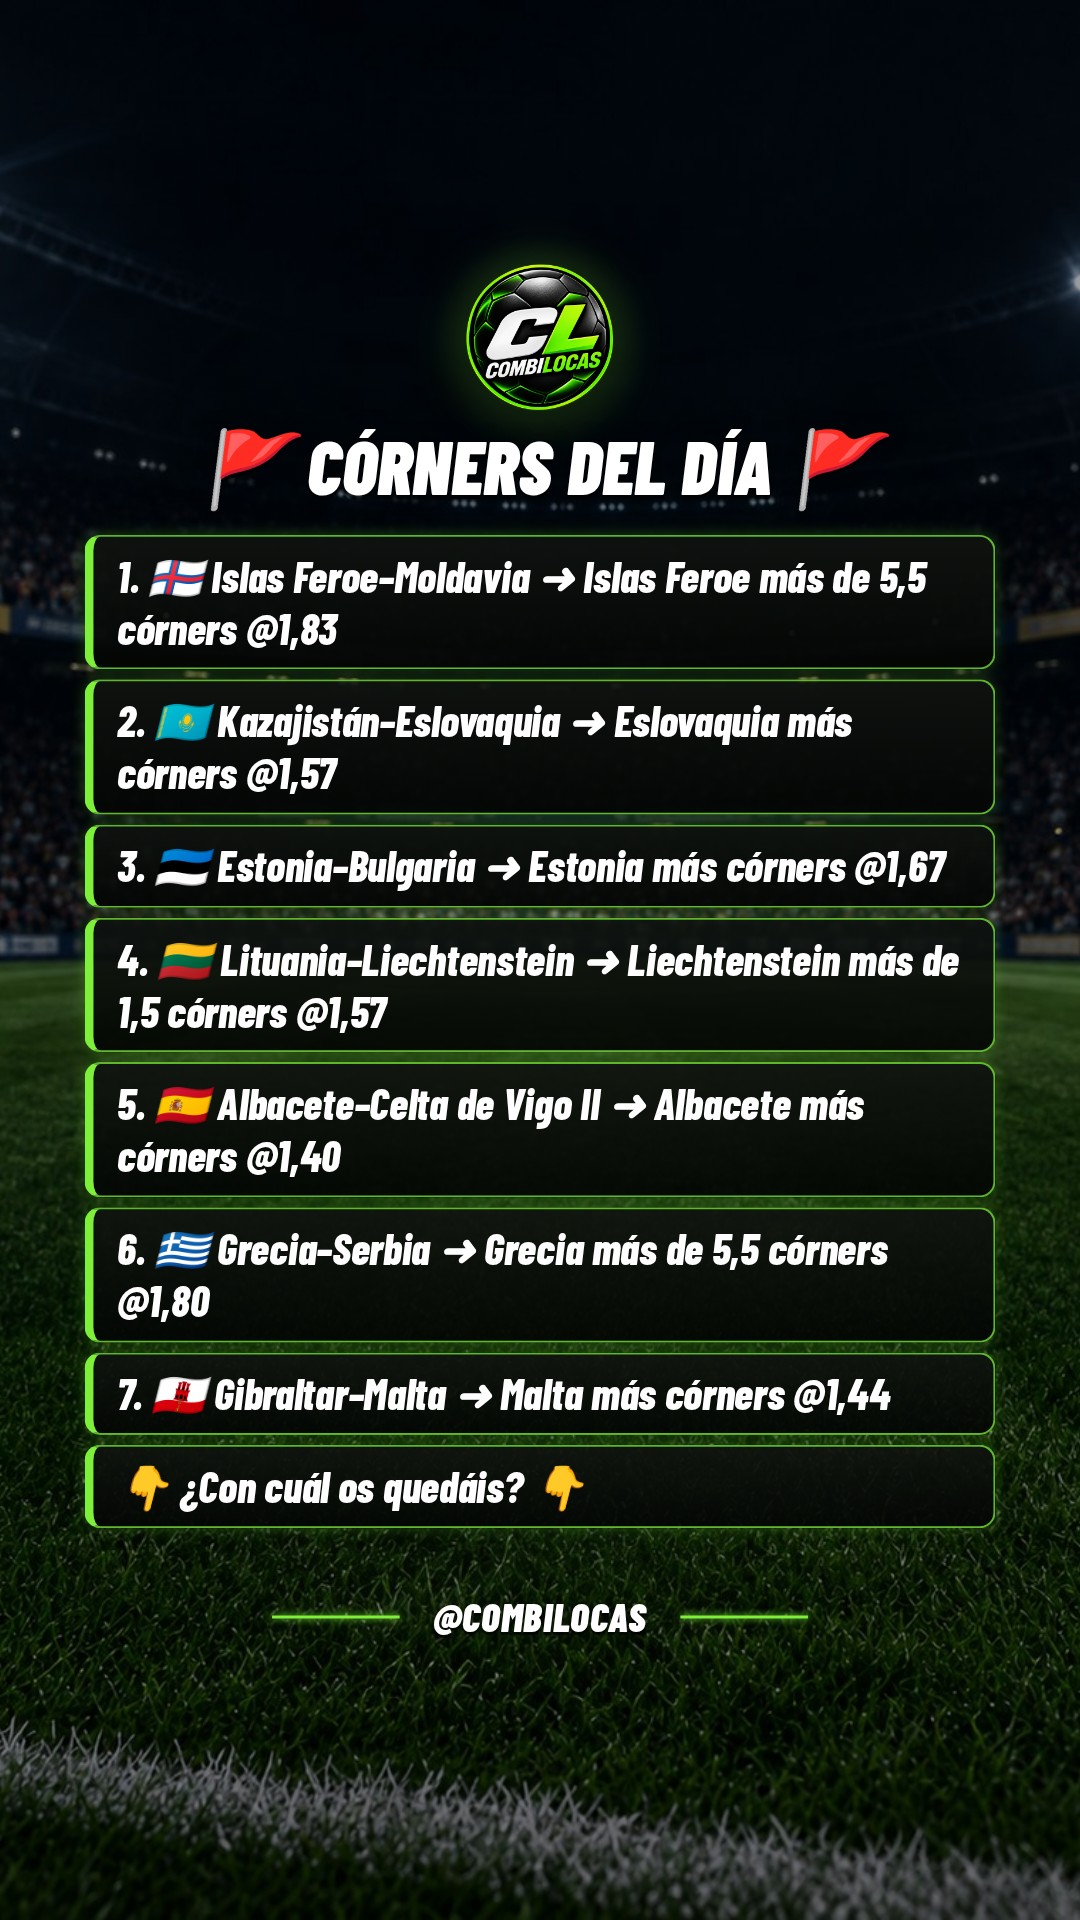 CL
COMBILOCAS
🚩 CÓRNERS DEL DÍA 🚩
1. 🇫🇴 Islas Feroe-Moldavia ➜ Islas Feroe más de 5,5
córners @1,83
2. 🇰🇿 Kazajistán-Eslovaquia ➜ Eslovaquia más
córners @1,57
3. 🇪🇪 Estonia-Bulgaria ➜ Estonia más córners @1,67
4. 🇱🇹 Lituania-Liechtenstein ➜ Liechtenstein más de
1,5 córners @1,57
5. 🇪🇸 Albacete-Celta de Vigo II ➜ Albacete más
córners @1,40
6. 🇬🇷 Grecia-Serbia ➜ Grecia más de 5,5 córners
@1,80
7. 🇬🇮 Gibraltar-Malta ➜ Malta más córners @1,44
👇 ¿Con cuál os quedáis? 👇
@COMBILOCAS